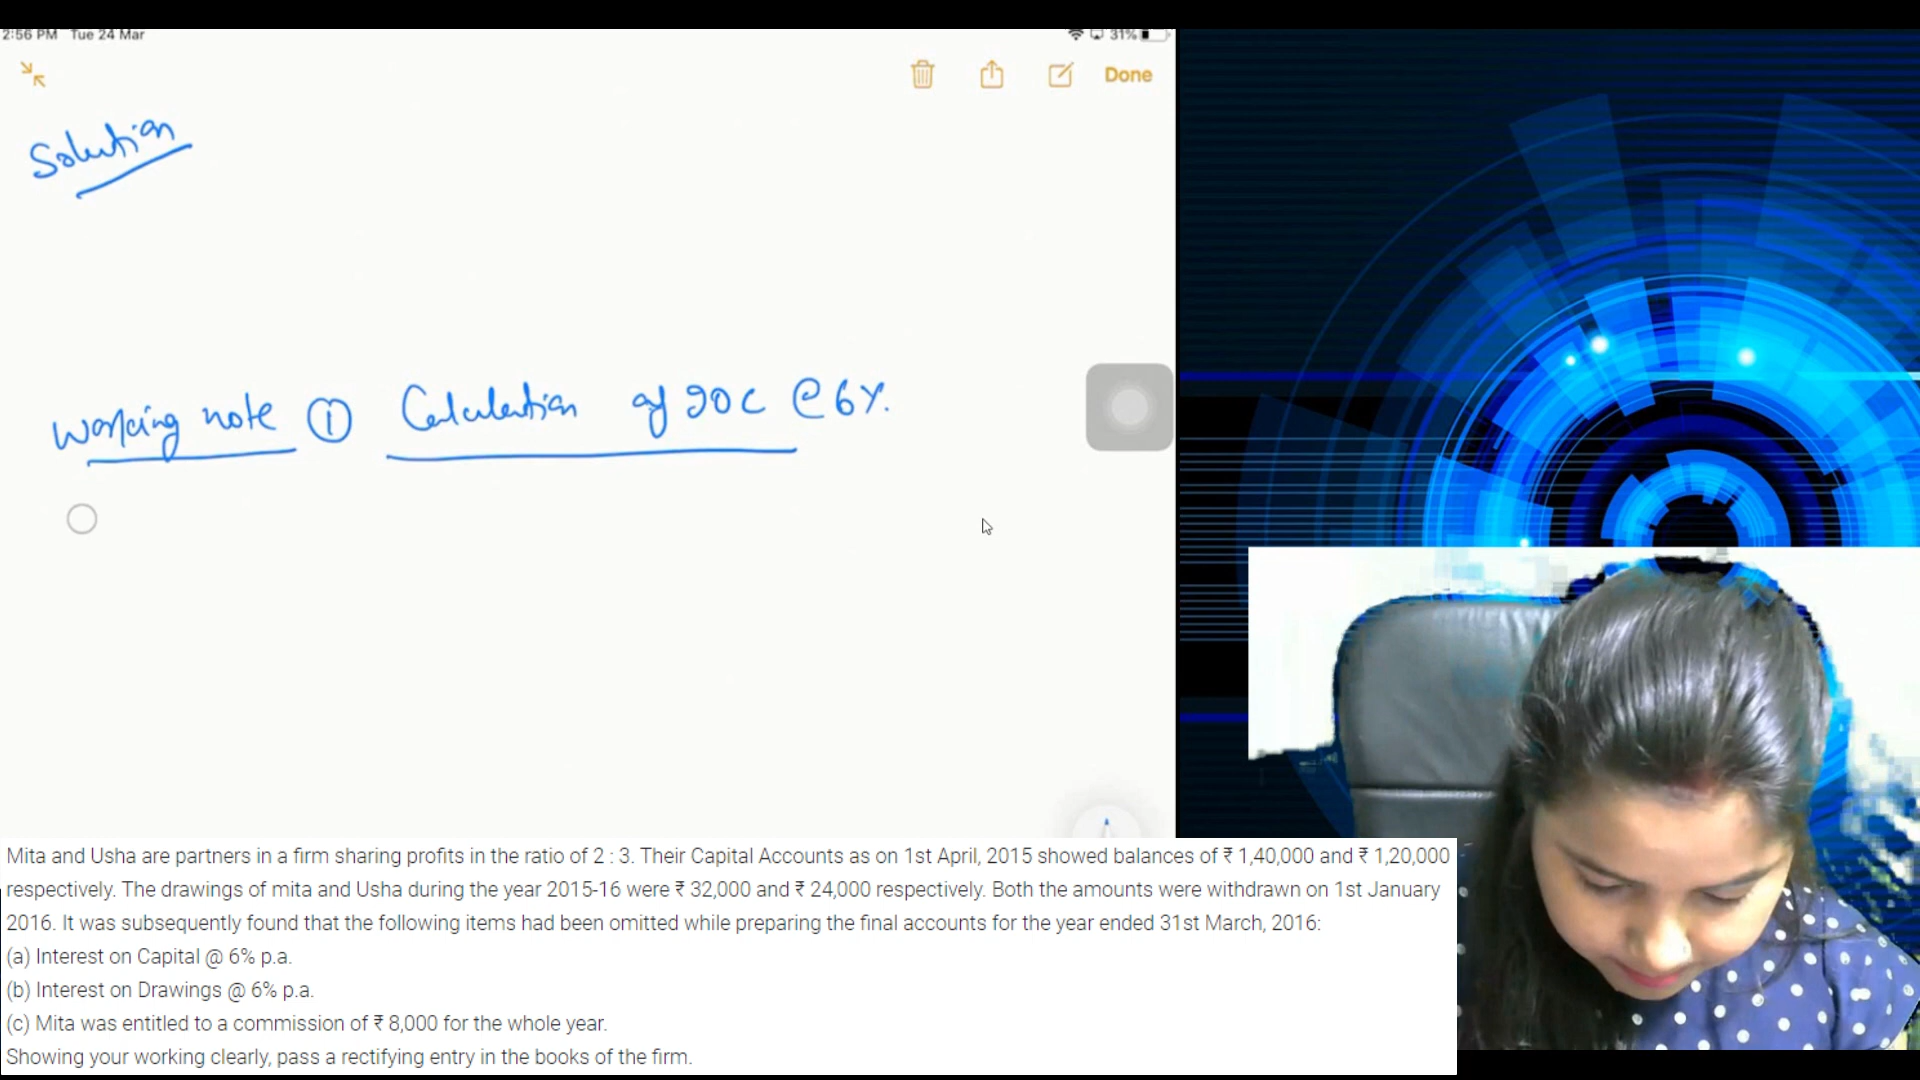 2:56 PM Tue 24 Mar
31%
Done
Solution
Working note ① Calculation of IOC @ 6%.
Mita and Usha are partners in a firm sharing profits in the ratio of 2 : 3. Their Capital Accounts as on 1st April, 2015 showed balances of ₹ 1,40,000 and ₹ 1,20,000
respectively. The drawings of mita and Usha during the year 2015-16 were ₹ 32,000 and ₹ 24,000 respectively. Both the amounts were withdrawn on 1st January
2016. It was subsequently found that the following items had been omitted while preparing the final accounts for the year ended 31st March, 2016:
(a) Interest on Capital @ 6% p.a.
(b) Interest on Drawings @ 6% p.a.
(c) Mita was entitled to a commission of ₹ 8,000 for the whole year.
Showing your working clearly, pass a rectifying entry in the books of the firm.